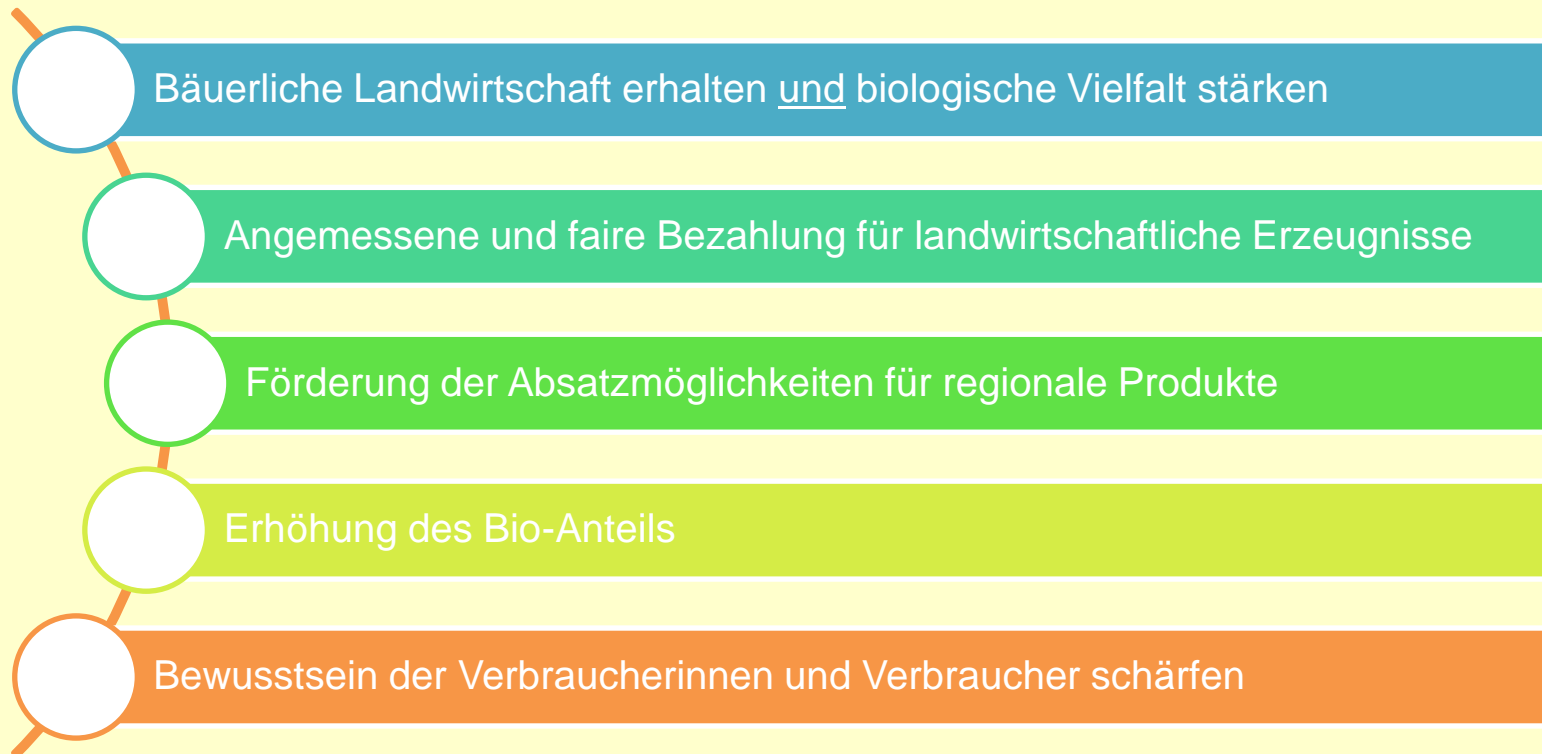 Bäuerliche Landwirtschaft erhalten und biologische Vielfalt stärken
Angemessene und faire Bezahlung für landwirtschaftliche Erzeugnisse
Förderung der Absatzmöglichkeiten für regionale Produkte
Erhöhung des Bio-Anteils
Bewusstsein der Verbraucherinnen und Verbraucher schärfen